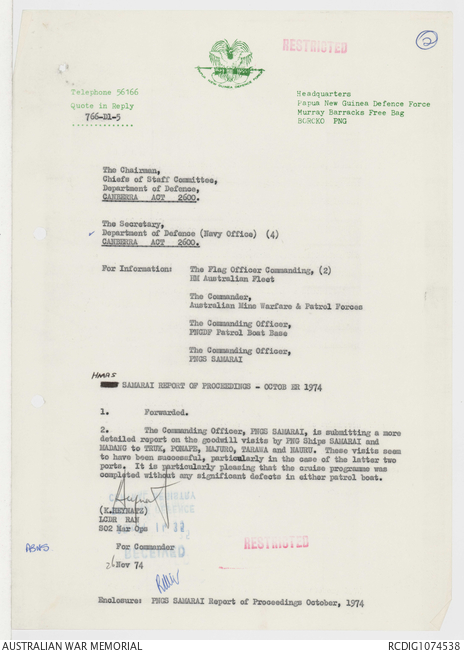 RESTRICTED
2
Telephone 56166
Quote in Reply
766-D1-5
Headquarters
Papua New Guinea Defence Force
Murray Barracks Free Bag
BOROKO PNG
The Chairman,
Chiefs of Staff Committee,
Department of Defence,
CANBERRA ACT 2600.
The Secretary,
Department of Defence (Navy Office) (4)
CANBERRA ACT 2600.
For Information: The Flag Officer Commanding, (2)
HM Australian Fleet
The Commander,
Australian Mine Warfare & Patrol Forces
The Commanding Officer,
PNGDF Patrol Boat Base
The Commanding Officer,
PNGS SAMARAI
HMAS
SAMARAI REPORT OF PROCEEDINGS - OCTOB ER 1974
1. Forwarded.
2. The Commanding Officer, PNGS SAMARAI, is submitting a more
detailed report on the goodwill visits by PNG Ships SAMARAI and
MADANG to TRUK, PONAPE, MAJURO, TARAWA and NAURU. These visits seem
to have been successful, particularly in the case of the latter two
ports. It is particularly pleasing that the cruise programme was
completed without any significant defects in either patrol boat.
(K.HEYNATZ)
LCDR RAN
SO2 Mar Ops
For Commander
RECEIVED
RESTRICTED
Nov 74
Enclosure: PNGS SAMARAI Report of Proceedings October, 1974
AUSTRALIAN WAR MEMORIAL
RCDIG1074538